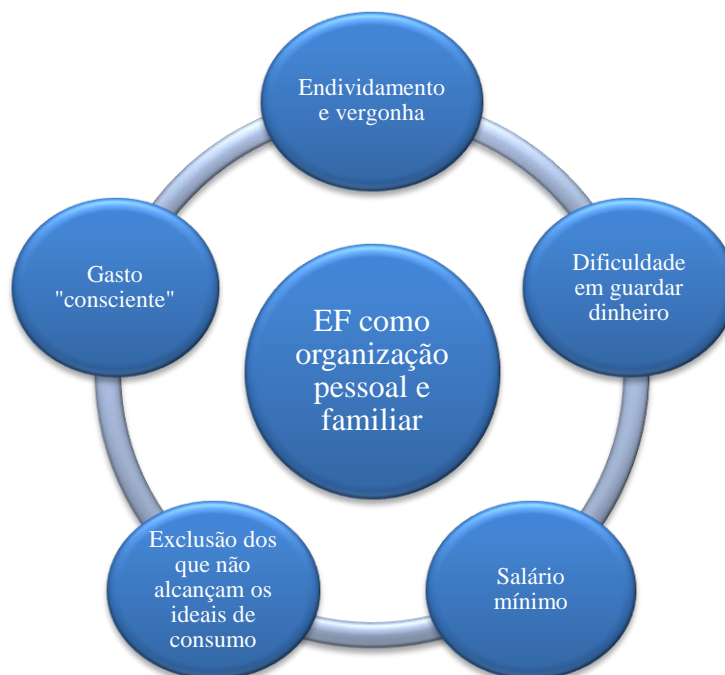 Endividamento
e vergonha
Dificuldade
em guardar
dinheiro
Salário
mínimo
Exclusão dos
que não
alcançam os
ideais de
consumo
Gasto
"consciente"
EF como
organização
pessoal e
familiar